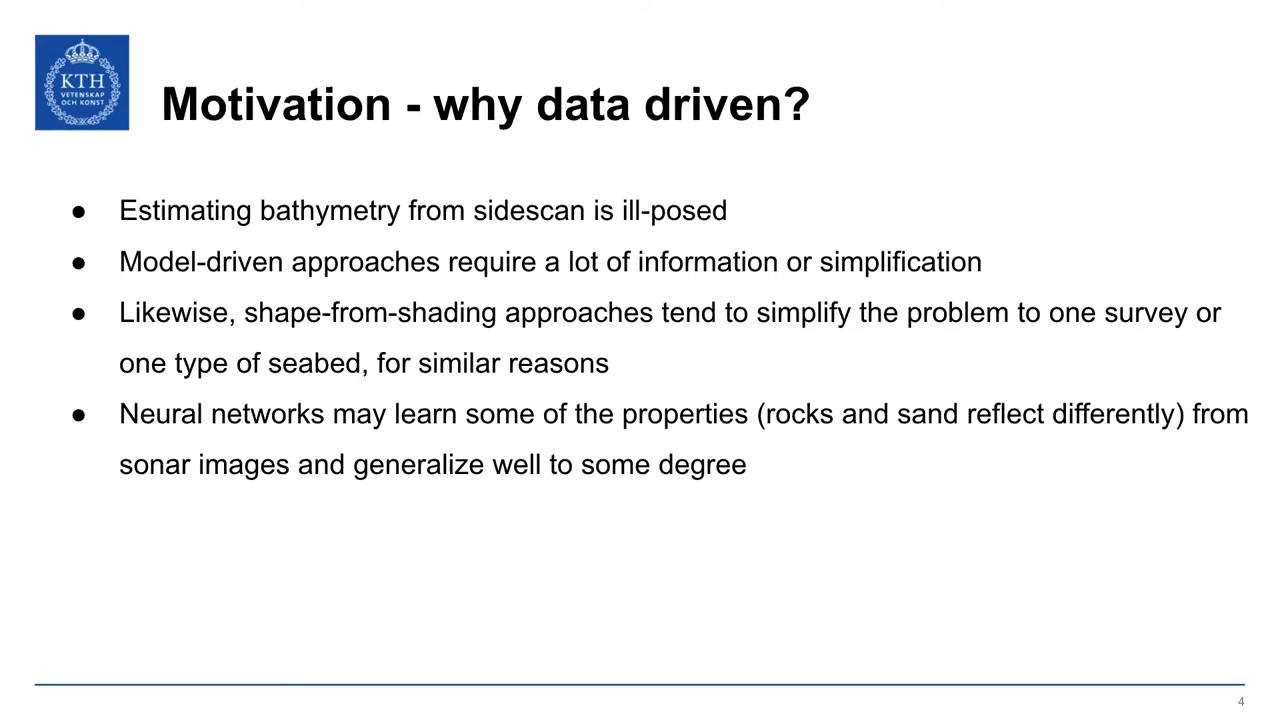 KTH
VETENSKAP
OCH KONST
Motivation - why data driven?
● Estimating bathymetry from sidescan is ill-posed
● Model-driven approaches require a lot of information or simplification
● Likewise, shape-from-shading approaches tend to simplify the problem to one survey or
one type of seabed, for similar reasons
● Neural networks may learn some of the properties (rocks and sand reflect differently) from
sonar images and generalize well to some degree
4